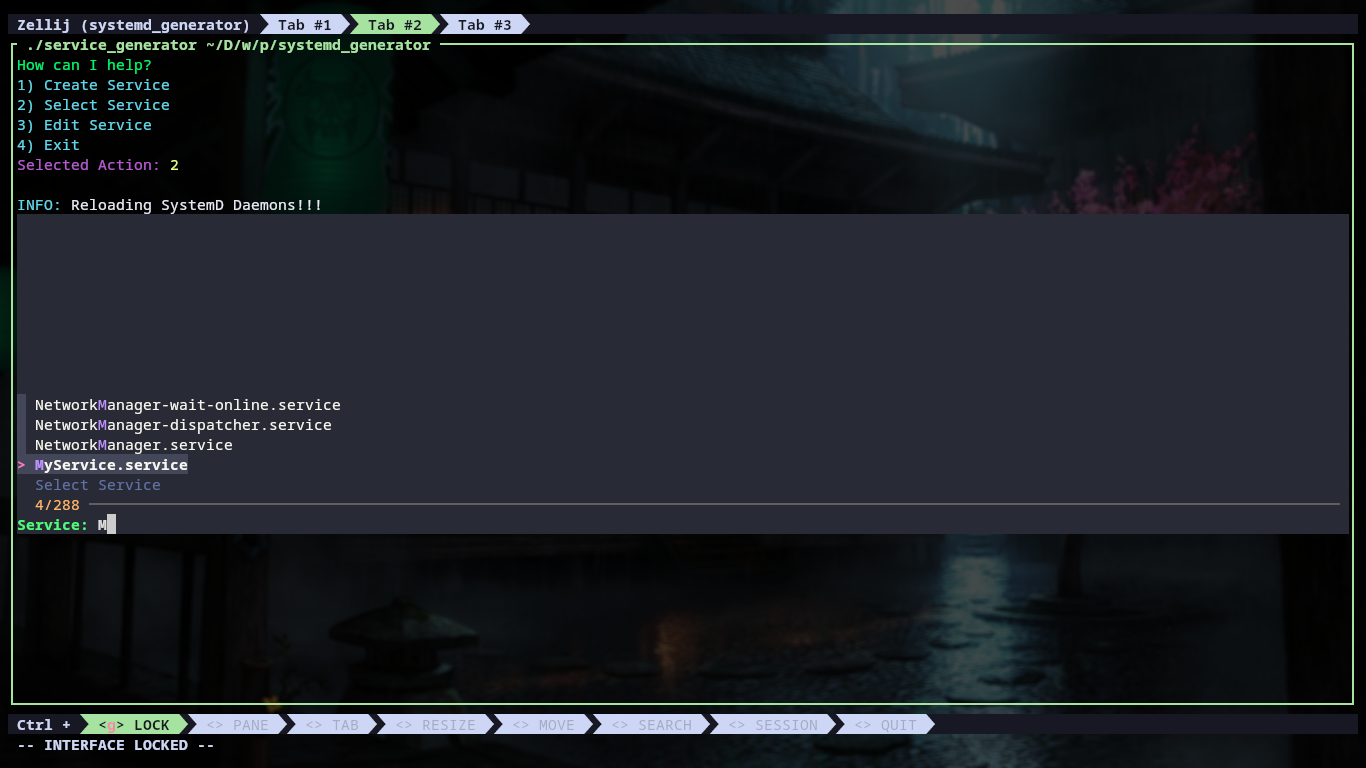 Zellij (systemd_generator) Tab #1 Tab #2 Tab #3
./service_generator ~/D/w/p/systemd_generator
How can I help?
1) Create Service
2) Select Service
3) Edit Service
4) Exit
Selected Action: 2
INFO: Reloading SystemD Daemons!!!
NetworkManager-wait-online.service
NetworkManager-dispatcher.service
NetworkManager.service
> MyService.service
Select Service
4/288
Service: M
Ctrl + <g> LOCK <> PANE <> TAB <> RESIZE <> MOVE <> SEARCH <> SESSION <> QUIT
-- INTERFACE LOCKED --